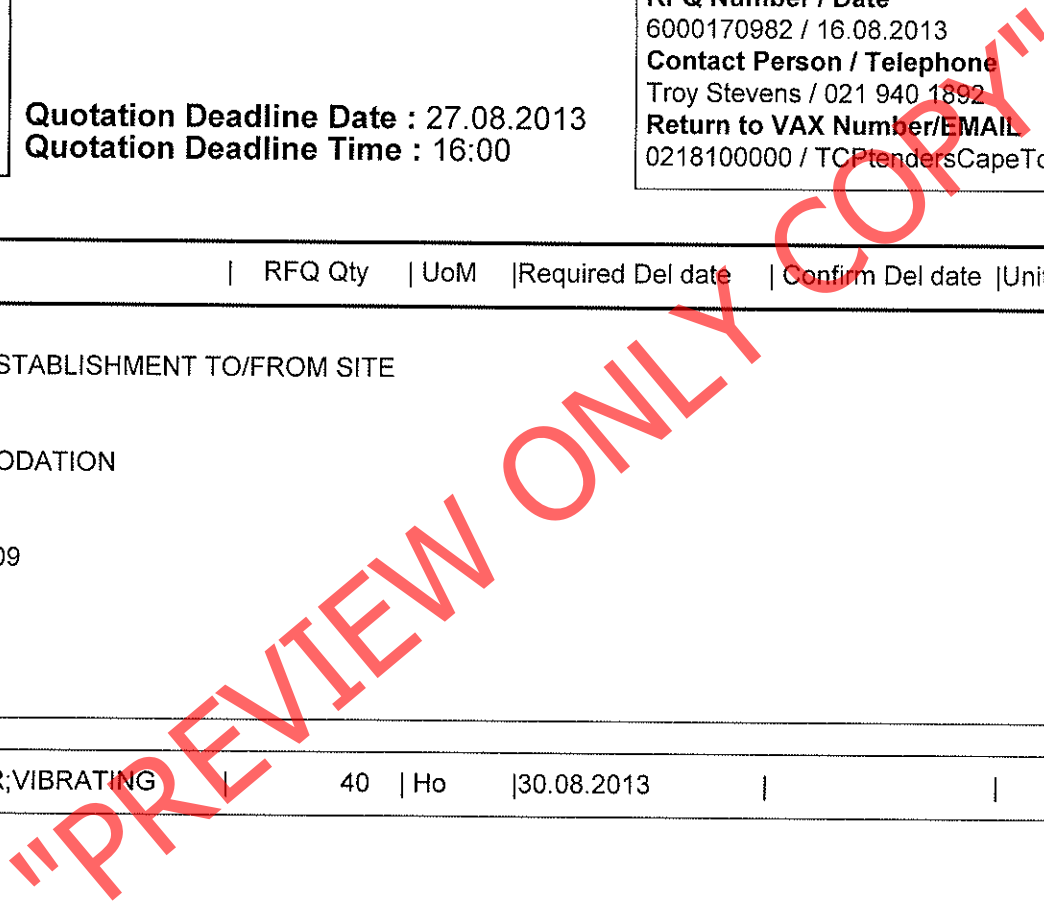 RFQ Number / Date
6000170982 / 16.08.2013
Contact Person / Telephone
Troy Stevens / 021 940 1892
Return to VAX Number/EMAIL
0218100000 / TCPtendersCapeTo
Quotation Deadline Date : 27.08.2013
Quotation Deadline Time : 16:00
| RFQ Qty | UoM |Required Del date | Confirm Del date |Unit
STABLISHMENT TO/FROM SITE
ODATION
09
R;VIBRATING | 40 | Ho |30.08.2013 | |
"PREVIEW ONLY COPY"